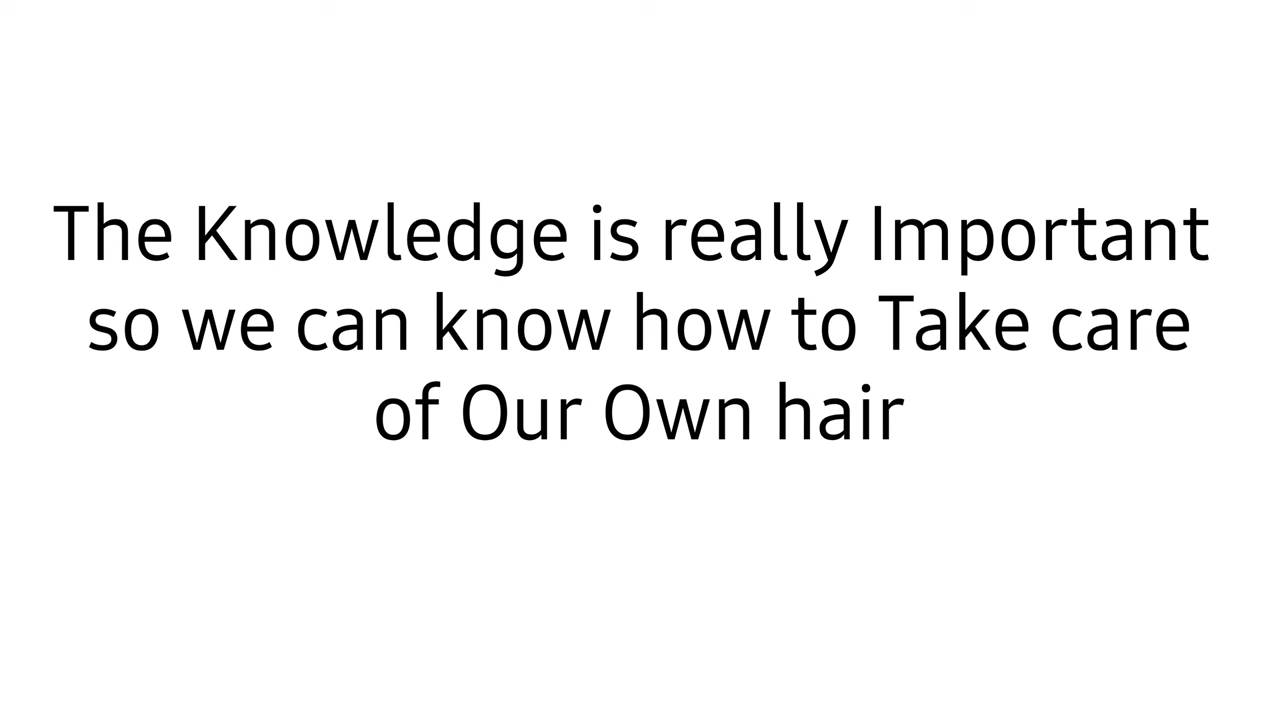 The Knowledge is really Important
so we can know how to Take care
of Our Own hair